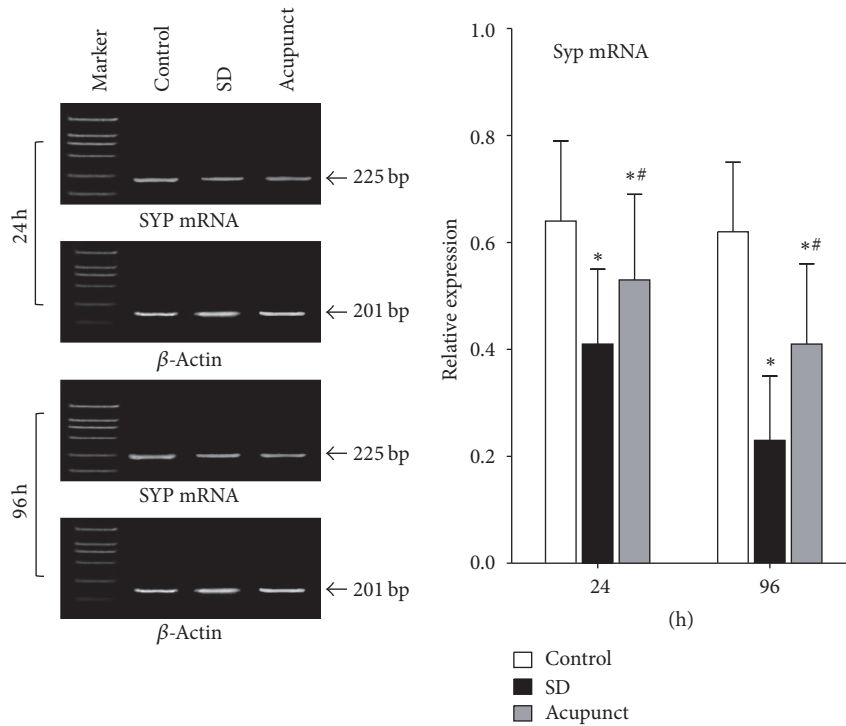 Marker
Control
SD
Acupunct
24 h
← 225 bp
SYP mRNA
← 201 bp
β-Actin
96 h
← 225 bp
SYP mRNA
← 201 bp
β-Actin
Syp mRNA
Relative expression
1.0
0.8
0.6
0.4
0.2
0.0
*
*#
*
*#
24
96
(h)
Control
SD
Acupunct